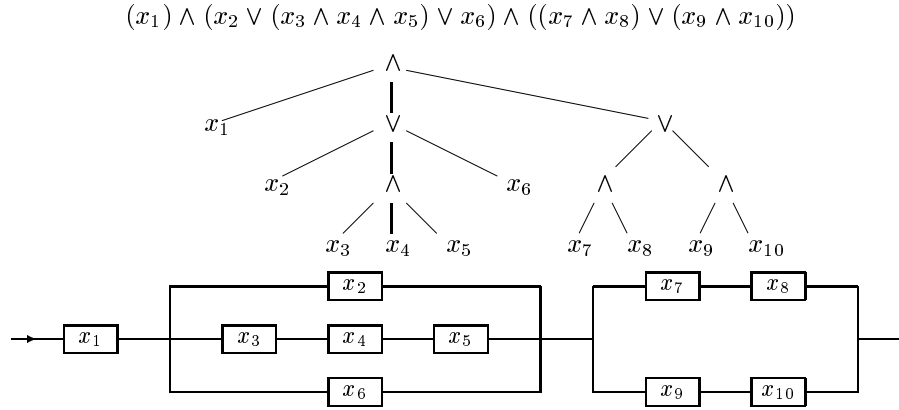 (x₁) ∧ (x₂ ∨ (x₃ ∧ x₄ ∧ x₅) ∨ x₆) ∧ ((x₇ ∧ x₈) ∨ (x₉ ∧ x₁₀))
∧
x₁ ∨ ∨
x₂ ∧ x₆ ∧ ∧
x₃ x₄ x₅ x₇ x₈ x₉ x₁₀
x₂ x₇ x₈
x₁ x₃ x₄ x₅
x₆ x₉ x₁₀